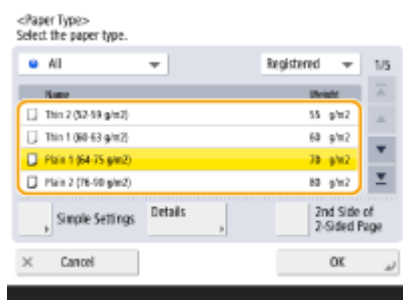 <Paper Type>
Select the paper type.
All Registered 1/5
Name Weight
Thin 2 (52-59 g/m2) 55 g/m2
Thin 1 (60-63 g/m2) 60 g/m2
Plain 1 (64-75 g/m2) 70 g/m2
Plain 2 (76-90 g/m2) 80 g/m2
Simple Settings Details 2nd Side of
2-Sided Page
Cancel OK